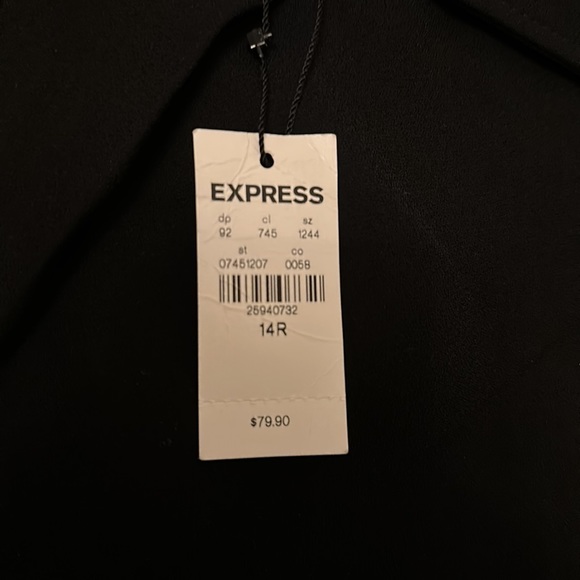 EXPRESS
dp cl sz
92 745 1244
st co
07451207 0058
25940732
14R
$79.90